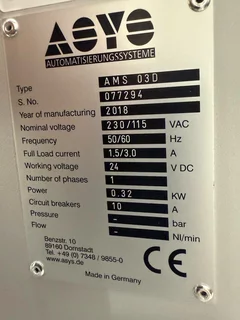 ASYS
AUTOMATISIERUNGSSYSTEME
Type AMS 03D
S. No. 077294
Year of manufacturing 2018
Nominal voltage 230/115 VAC
Frequency 50/60 Hz
Full Load current 1.5/3.0 A
Working voltage 24 V DC
Number of phases 1
Power 0.32 KW
Circuit breakers 10 A
Pressure – bar
Flow – Nl/min
Benzstr. 10
89160 Dornstadt
Tel +49 (0) 7348 / 9855-0
www.asys.de
Made in Germany
CE